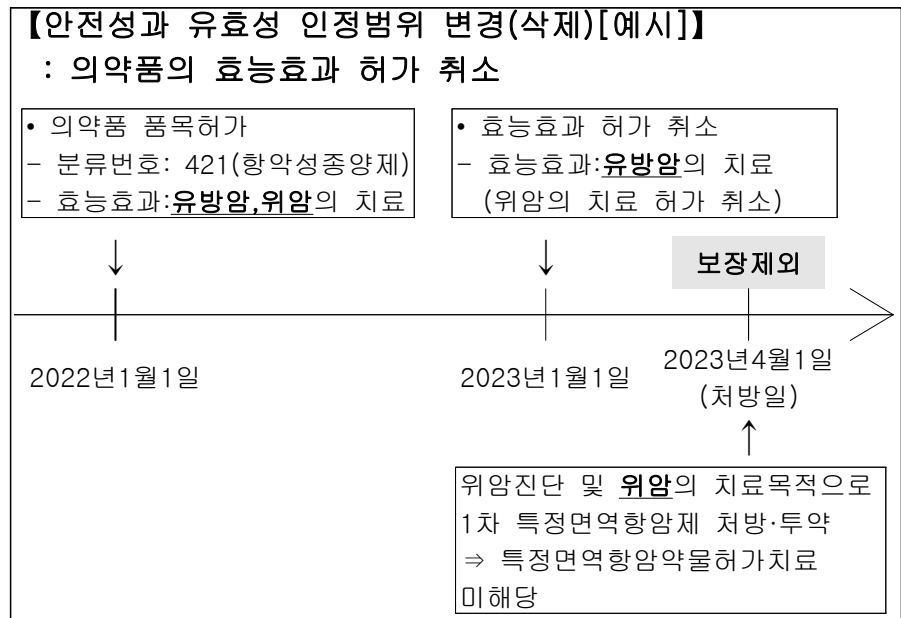 【안전성과 유효성 인정범위 변경(삭제)[예시]】
: 의약품의 효능효과 허가 취소
• 의약품 품목허가
- 분류번호: 421(항악성종양제)
- 효능효과:유방암,위암의 치료
• 효능효과 허가 취소
- 효능효과:유방암의 치료
(위암의 치료 허가 취소)
보장제외
2022년1월1일
2023년1월1일
2023년4월1일
(처방일)
위암진단 및 위암의 치료목적으로
1차 특정면역항암제 처방·투약
⇒ 특정면역항암약물허가치료
미해당